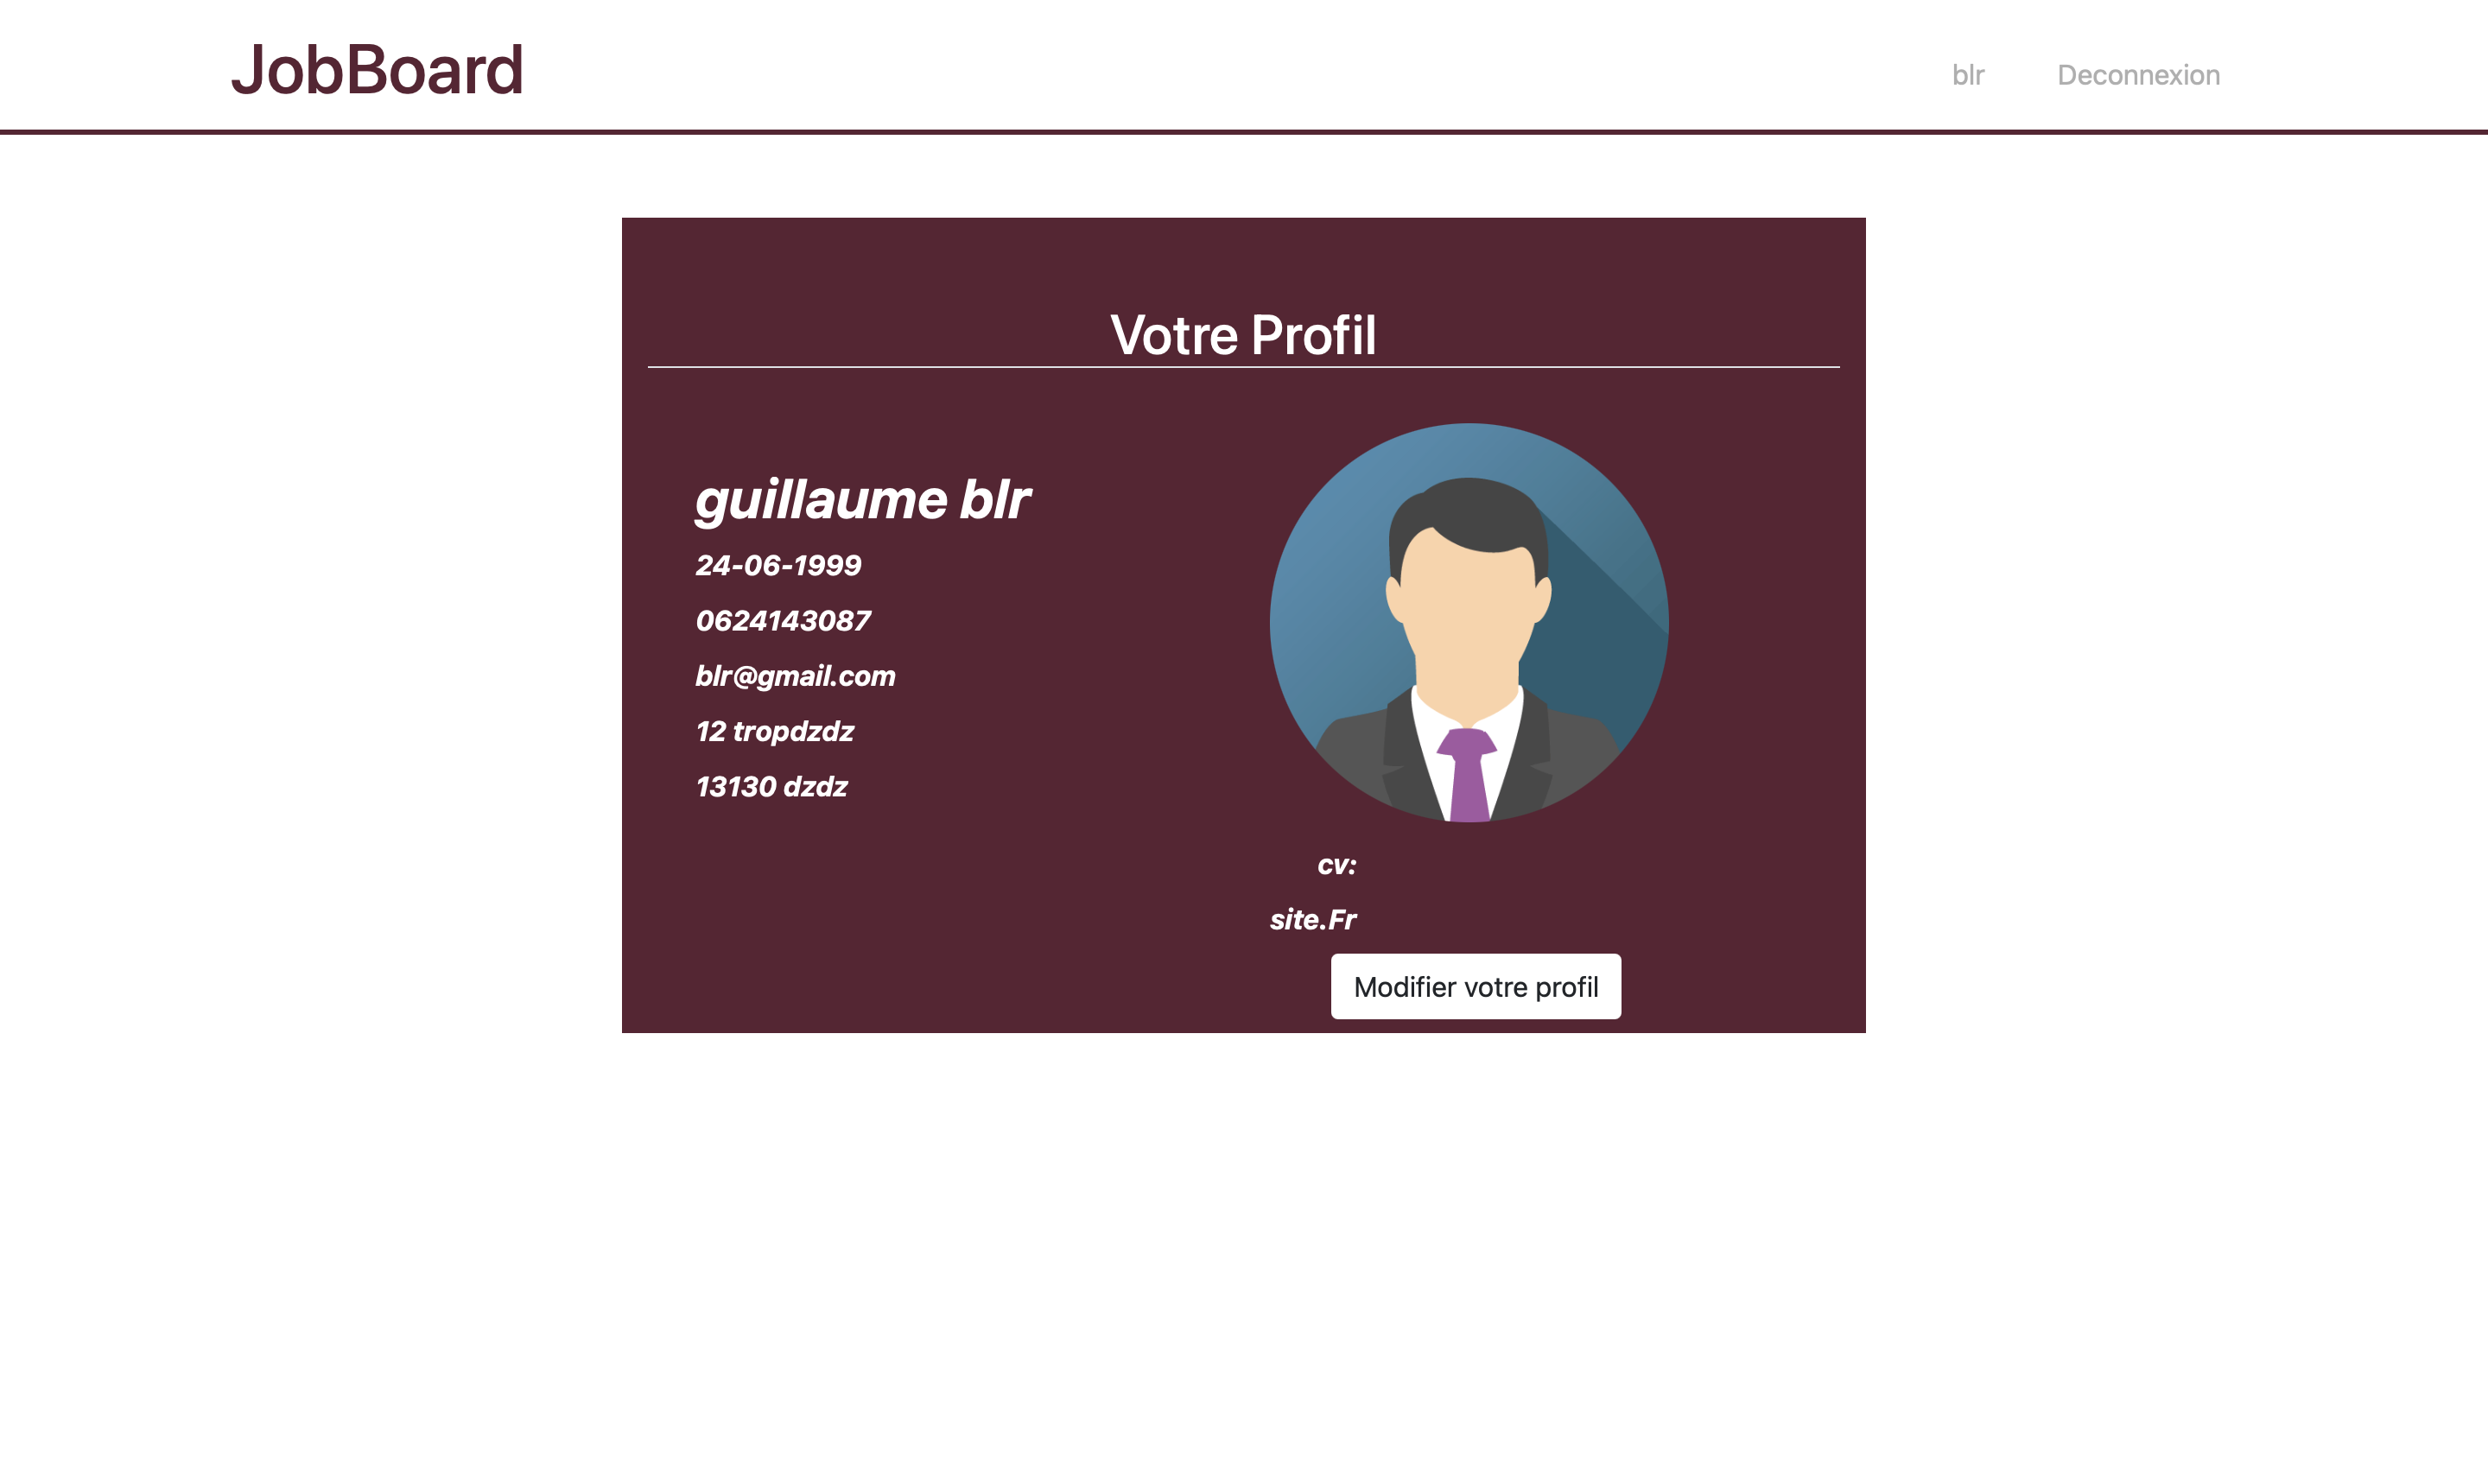 JobBoard
blr Deconnexion
Votre Profil
guillaume blr
24-06-1999
0624143087
blr@gmail.com
12 tropdzdz
13130 dzdz
cv:
site.Fr
Modifier votre profil